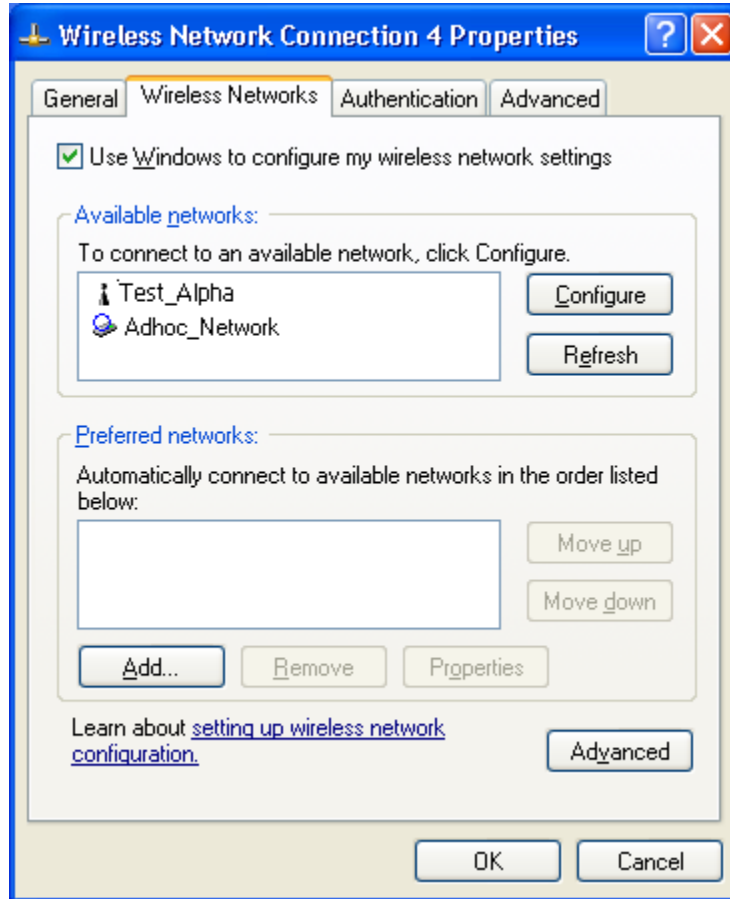 Wireless Network Connection 4 Properties
General Wireless Networks Authentication Advanced
Use Windows to configure my wireless network settings
Available networks:
To connect to an available network, click Configure.
Test_Alpha
Configure
Adhoc_Network
Refresh
Preferred networks:
Automatically connect to available networks in the order listed
below:
Move up
Move down
Add... Remove Properties
Learn about setting up wireless network
configuration.
Advanced
OK Cancel